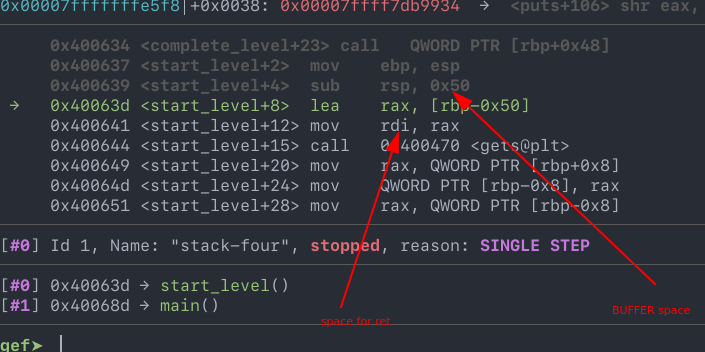 0x00007fffffffe5f8|+0x0038: 0x00007ffff7db9934 → <puts+106> shr eax,
0x400634 <complete_level+23> call QWORD PTR [rbp+0x48]
0x400637 <start_level+2> mov ebp, esp
0x400639 <start_level+4> sub rsp, 0x50
→ 0x40063d <start_level+8> lea rax, [rbp-0x50]
0x400641 <start_level+12> mov rdi, rax
0x400644 <start_level+15> call 0x400470 <gets@plt>
0x400649 <start_level+20> mov rax, QWORD PTR [rbp+0x8]
0x40064d <start_level+24> mov QWORD PTR [rbp-0x8], rax
0x400651 <start_level+28> mov rax, QWORD PTR [rbp-0x8]
[#0] Id 1, Name: "stack-four", stopped, reason: SINGLE STEP
[#0] 0x40063d → start_level()
[#1] 0x40068d → main()
space for ret
BUFFER space
gef➤